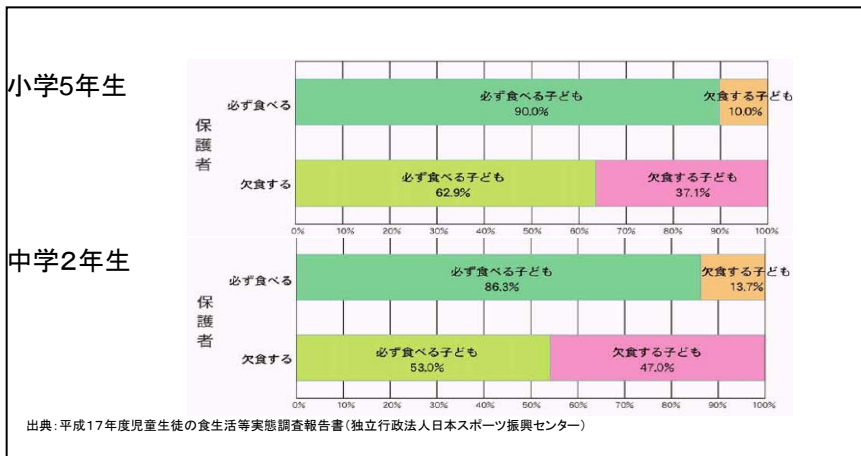 小学5年生
保護者
必ず食べる
必ず食べる子ども
90.0%
欠食する子ども
10.0%
欠食する
必ず食べる子ども
62.9%
欠食する子ども
37.1%
0% 10% 20% 30% 40% 50% 60% 70% 80% 90% 100%
中学2年生
保護者
必ず食べる
必ず食べる子ども
86.3%
欠食する子ども
13.7%
欠食する
必ず食べる子ども
53.0%
欠食する子ども
47.0%
0% 10% 20% 30% 40% 50% 60% 70% 80% 90% 100%
出典：平成17年度児童生徒の食生活等実態調査報告書（独立行政法人日本スポーツ振興センター）